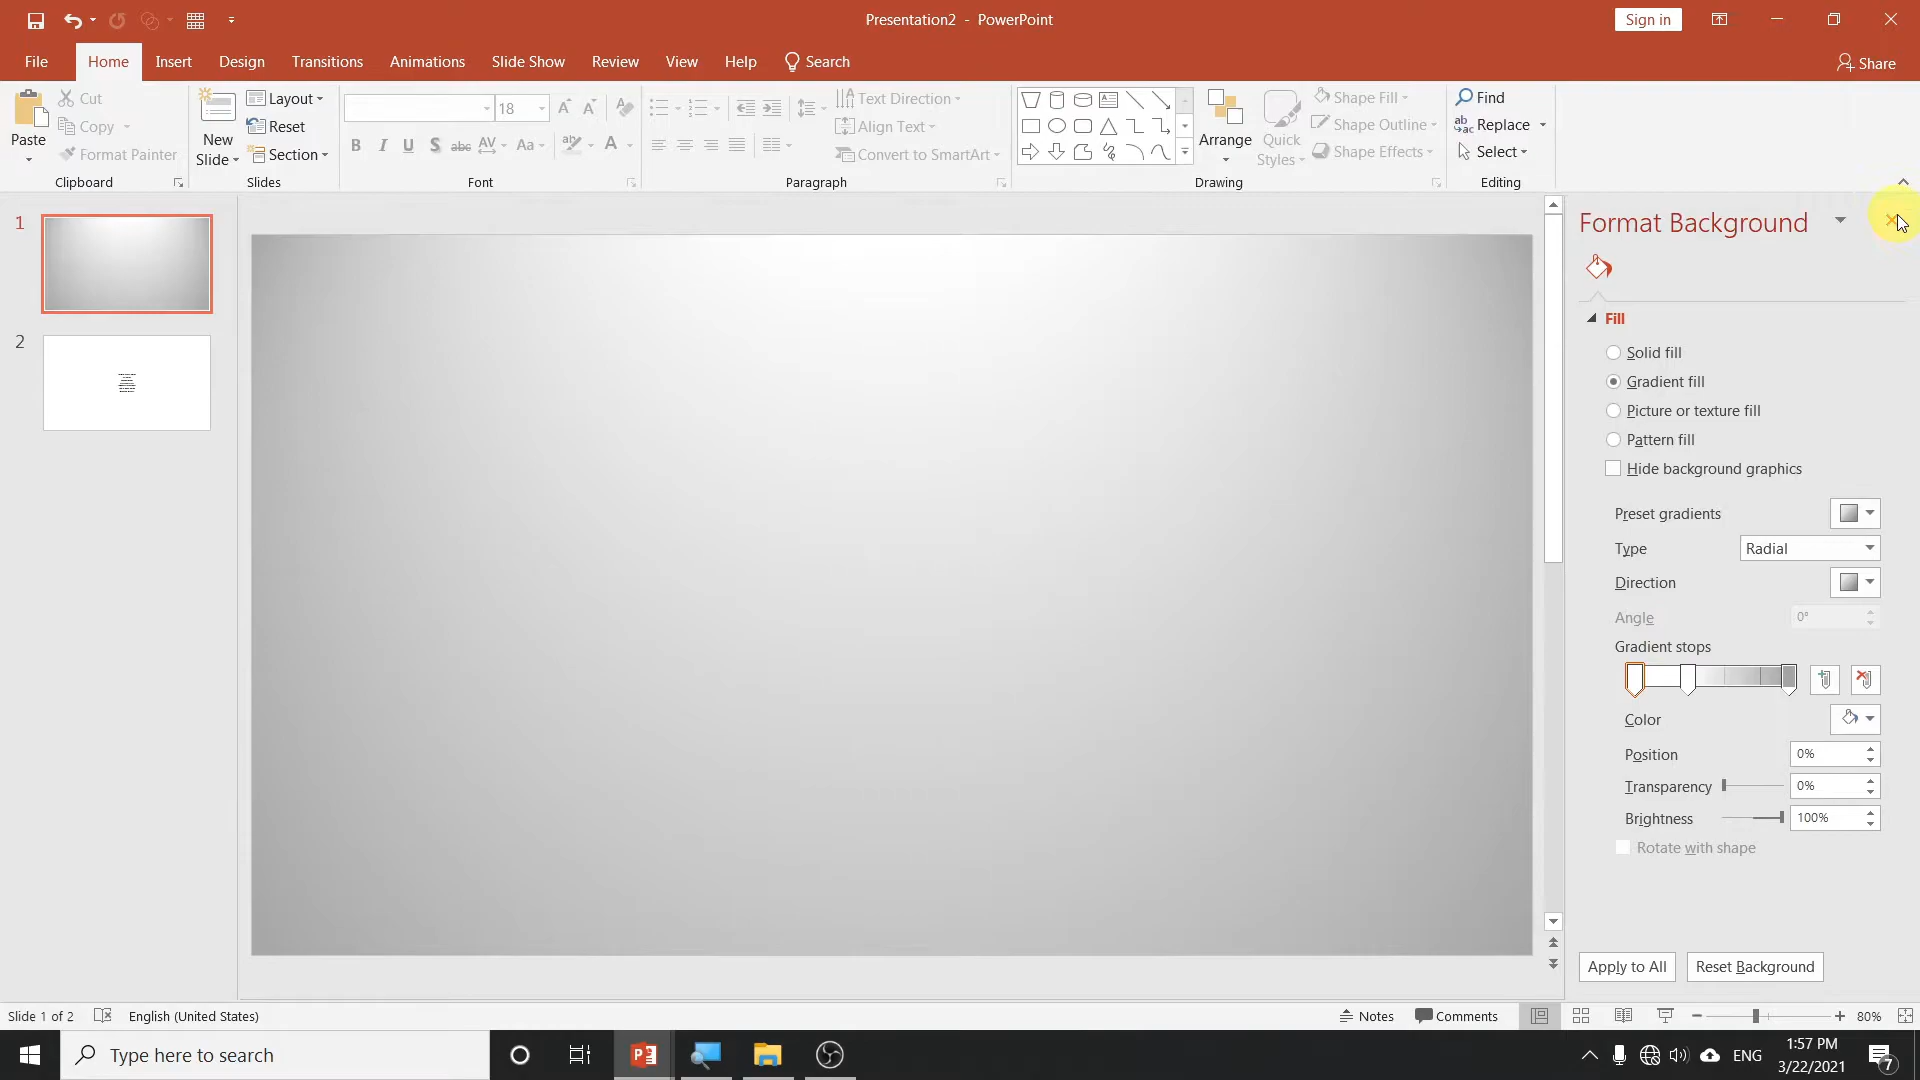 Presentation2 - PowerPoint
Sign in
File Home Insert Design Transitions Animations Slide Show Review View Help Search
Share
Paste
Cut
Copy
Format Painter
Clipboard
New
Slide
Layout
Reset
Section
Slides
18
B I U S abc AV Aa A
Font
Text Direction
Align Text
Convert to SmartArt
Paragraph
Arrange
Quick
Styles
Shape Fill
Shape Outline
Shape Effects
Drawing
Find
Replace
Select
Editing
1
2
Format Background
Fill
Solid fill
Gradient fill
Picture or texture fill
Pattern fill
Hide background graphics
Preset gradients
Type Radial
Direction
Angle 0°
Gradient stops
Color
Position 0%
Transparency 0%
Brightness 100%
Rotate with shape
Apply to All Reset Background
Slide 1 of 2 English (United States) Notes Comments 80%
Type here to search
ENG
1:57 PM
3/22/2021
7